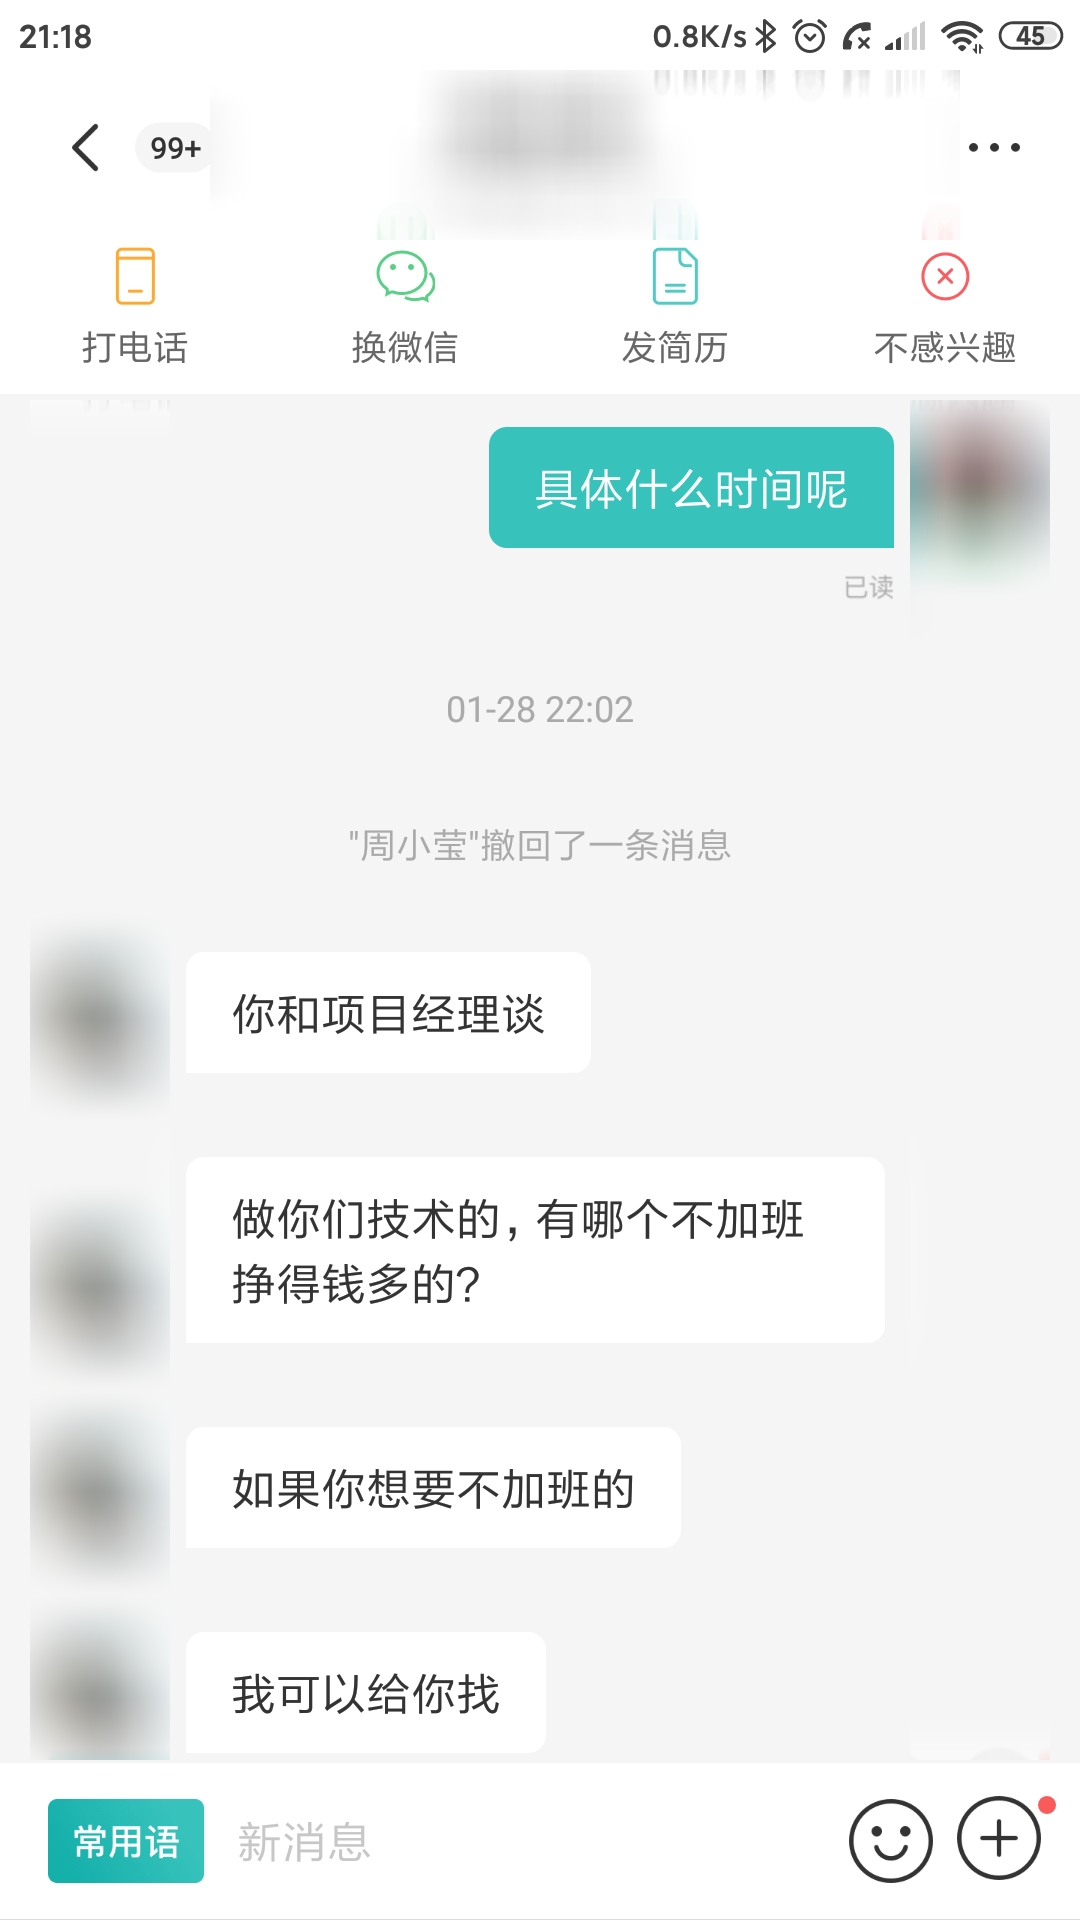 21:18
0.8K/s
45
99+
打电话
换微信
发简历
不感兴趣
具体什么时间呢
已读
01-28 22:02
"周小莹"撤回了一条消息
你和项目经理谈
做你们技术的，有哪个不加班
挣得钱多的?
如果你想要不加班的
我可以给你找
常用语
新消息